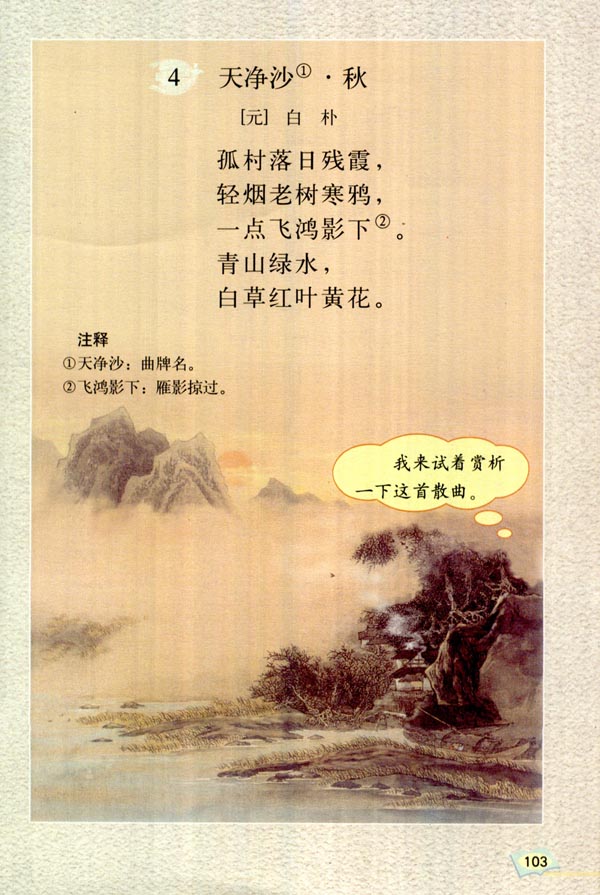 4 天净沙①·秋
[元] 白 朴
孤村落日残霞，
轻烟老树寒鸦，
一点飞鸿影下②。
青山绿水，
白草红叶黄花。
注释
①天净沙：曲牌名。
②飞鸿影下：雁影掠过。
我来试着赏析
一下这首散曲。
103